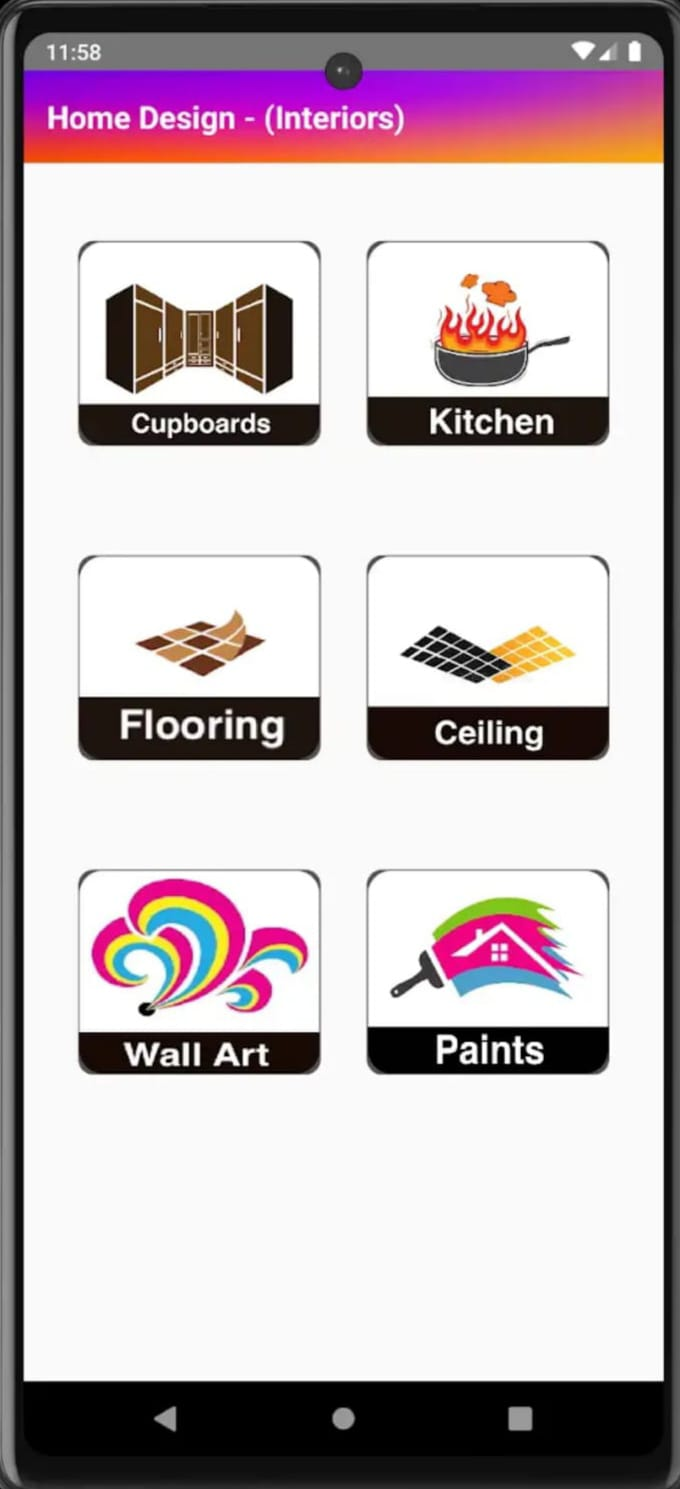 11:58
Home Design - (Interiors)
Cupboards
Kitchen
Flooring
Ceiling
Wall Art
Paints